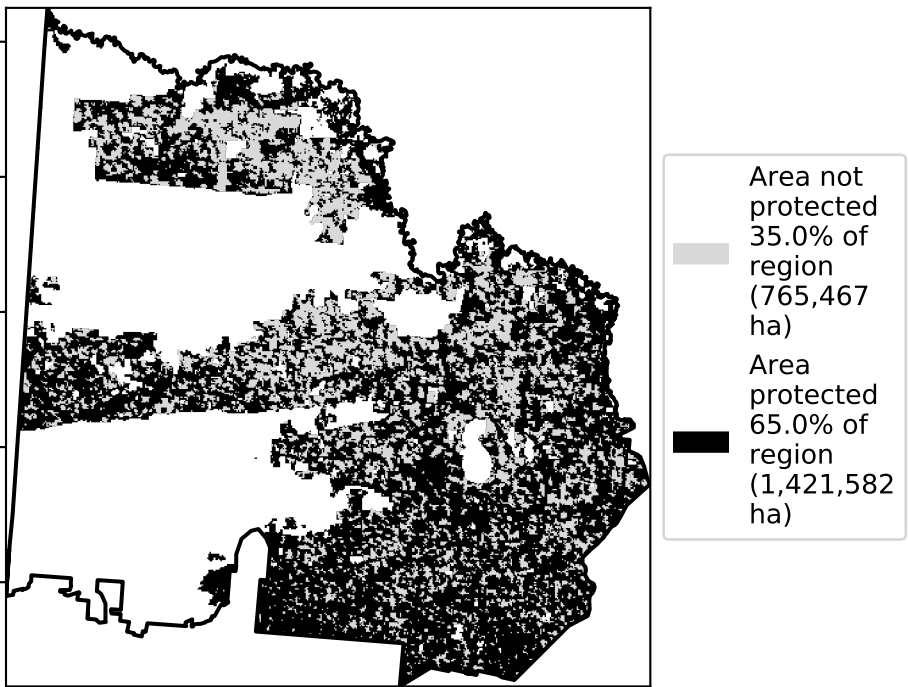 Area not
protected
35.0% of
region
(765,467
ha)
Area
protected
65.0% of
region
(1,421,582
ha)